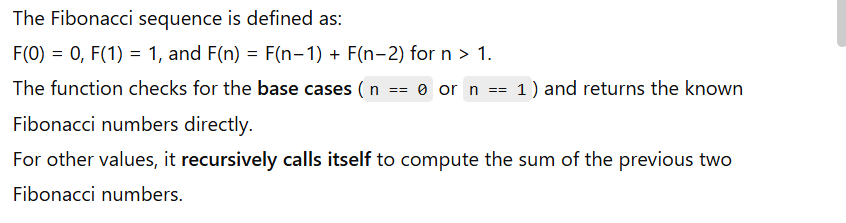 The Fibonacci sequence is defined as:
F(0) = 0, F(1) = 1, and F(n) = F(n−1) + F(n−2) for n > 1.
The function checks for the base cases ( n == 0 or n == 1 ) and returns the known
Fibonacci numbers directly.
For other values, it recursively calls itself to compute the sum of the previous two
Fibonacci numbers.